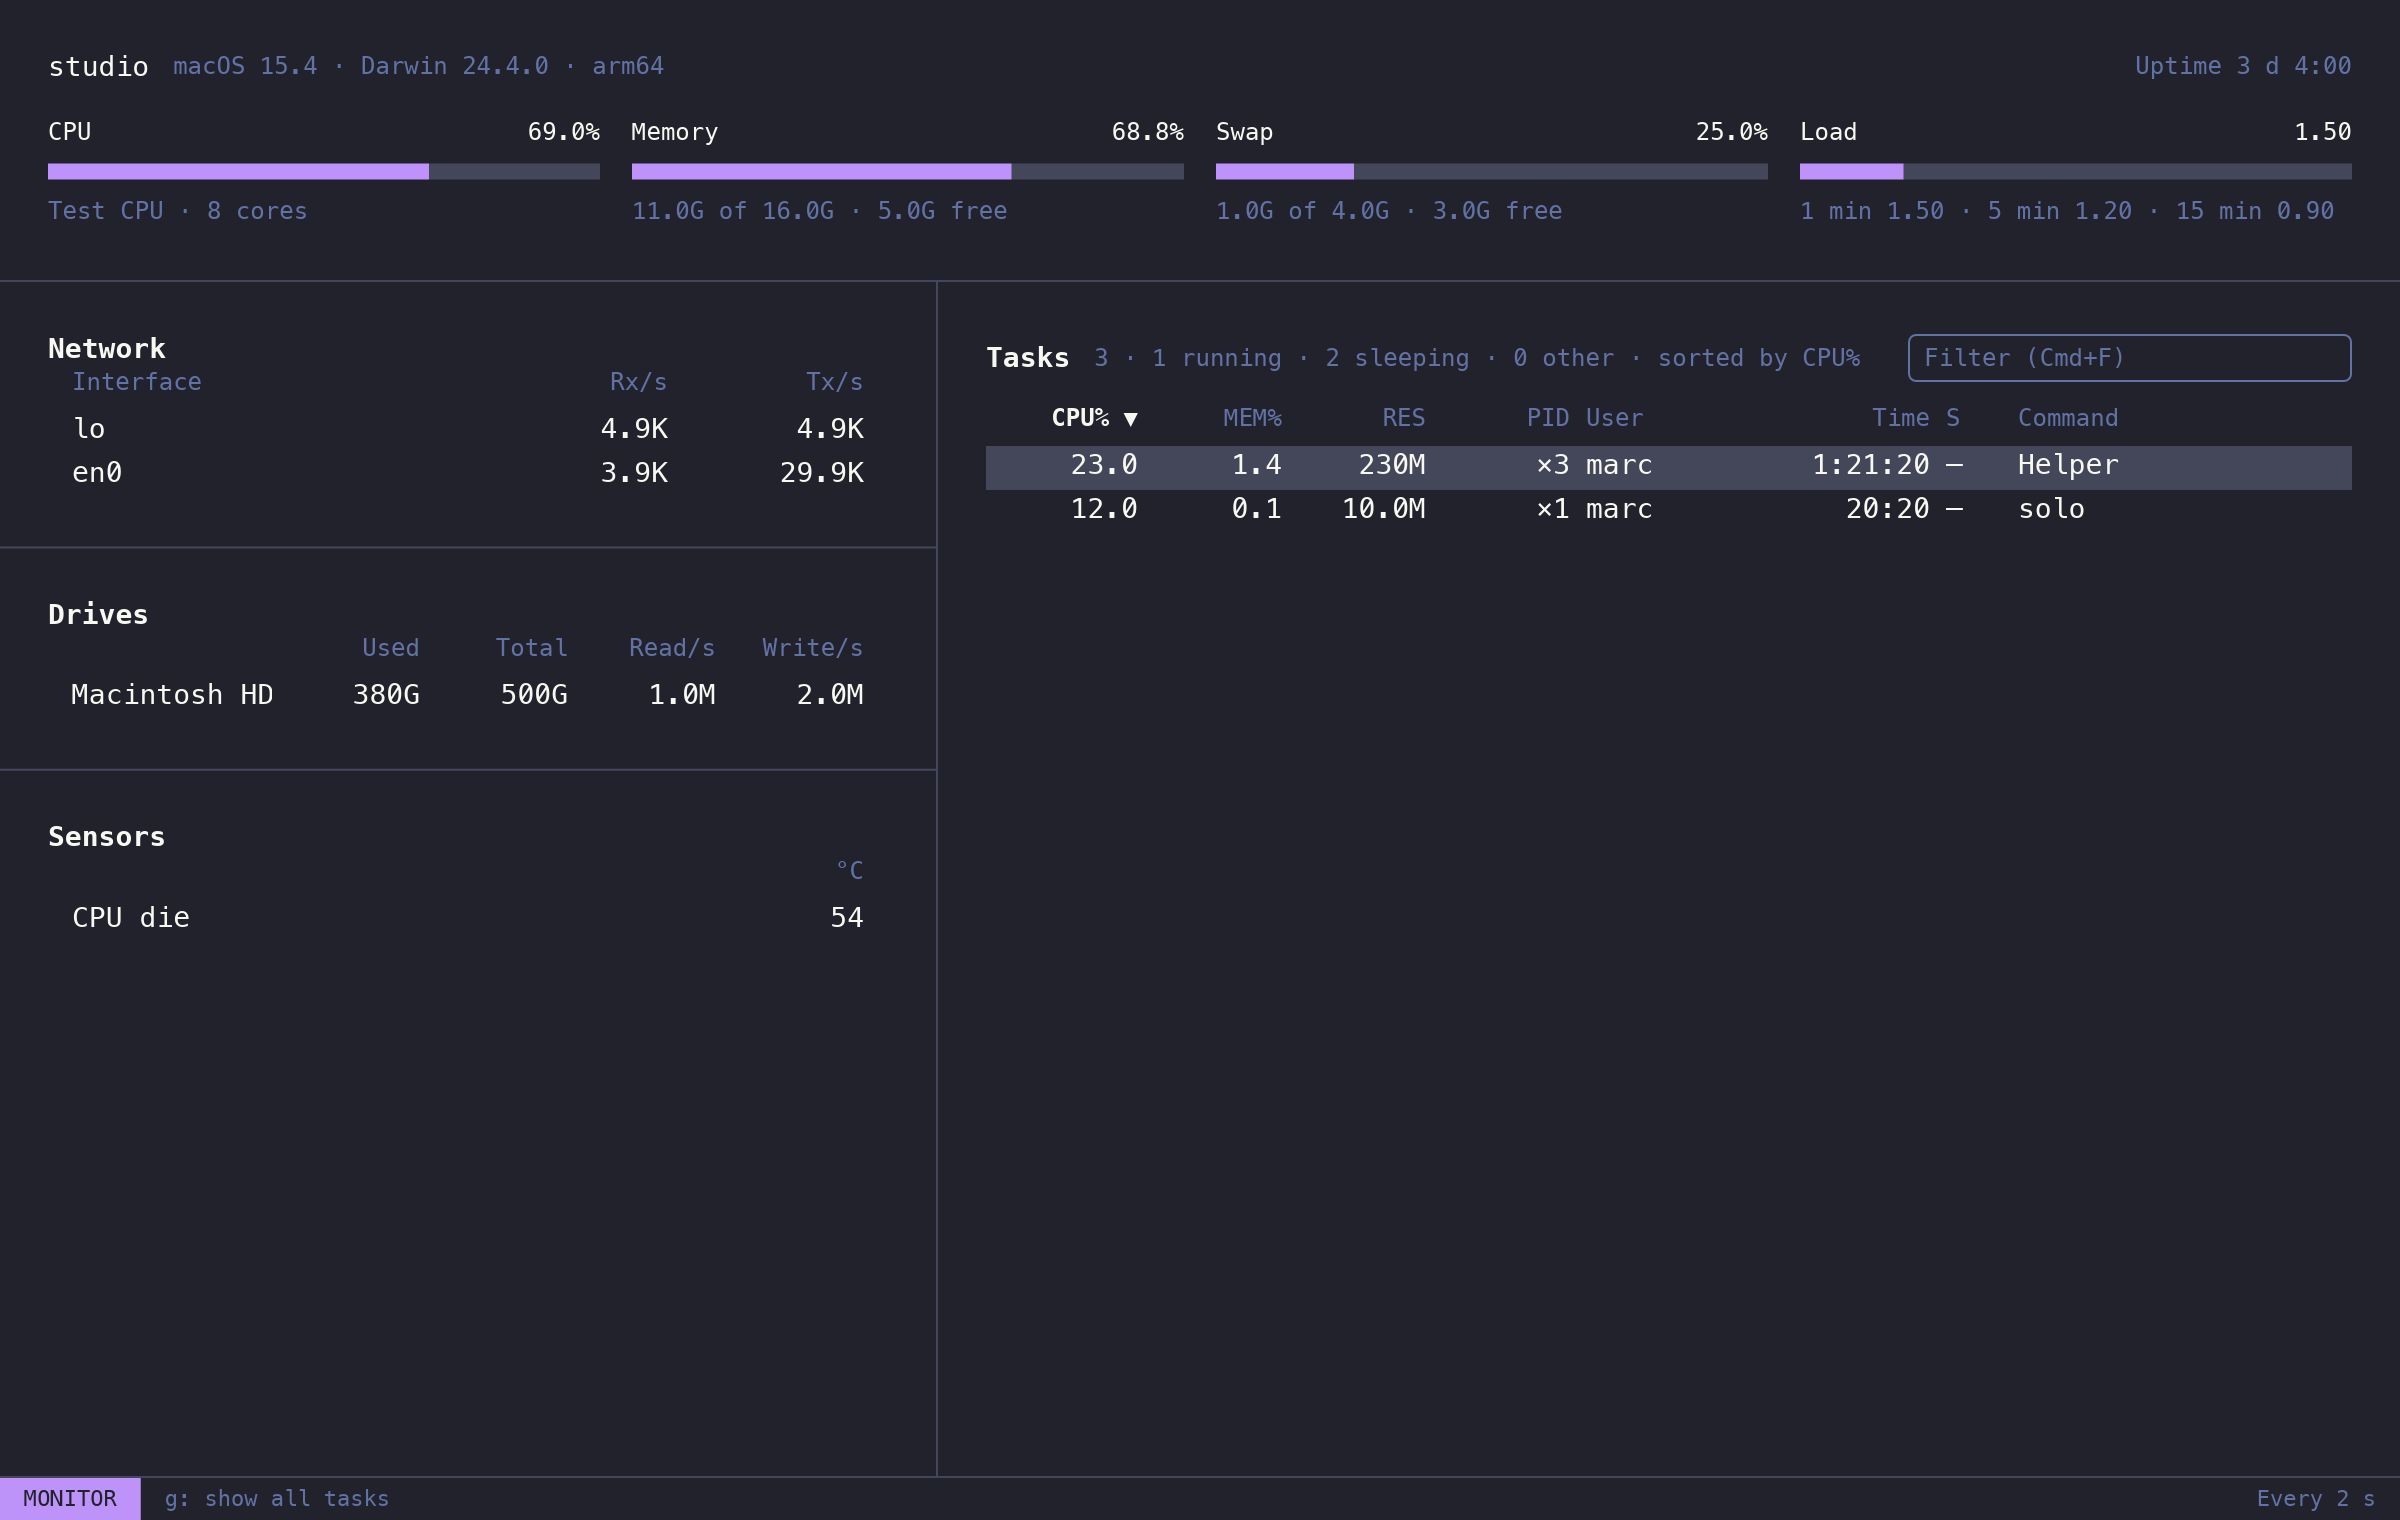 studio macOS 15.4 · Darwin 24.4.0 · arm64 Uptime 3 d 4:00
CPU 69.0% Memory 68.8% Swap 25.0% Load 1.50
Test CPU · 8 cores 11.0G of 16.0G · 5.0G free 1.0G of 4.0G · 3.0G free 1 min 1.50 · 5 min 1.20 · 15 min 0.90
Network
Interface Rx/s Tx/s
lo 4.9K 4.9K
en0 3.9K 29.9K
Drives
Used Total Read/s Write/s
Macintosh HD 380G 500G 1.0M 2.0M
Sensors
°C
CPU die 54
Tasks 3 · 1 running · 2 sleeping · 0 other · sorted by CPU% Filter (Cmd+F)
CPU% ▼ MEM% RES PID User Time S Command
23.0 1.4 230M ×3 marc 1:21:20 — Helper
12.0 0.1 10.0M ×1 marc 20:20 — solo
MONITOR g: show all tasks Every 2 s